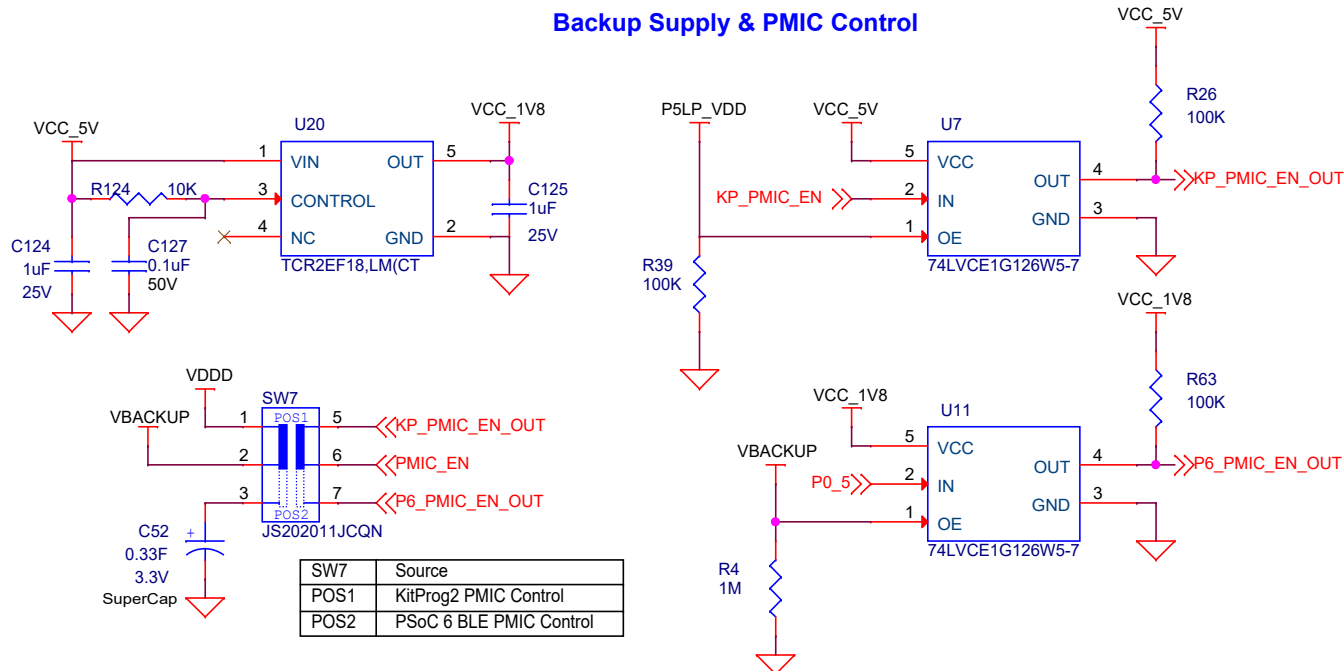 Backup Supply & PMIC Control
VCC_5V
U20
VCC_1V8
1 VIN OUT 5
R124 10K
3 CONTROL
4 NC GND 2
TCR2EF18,LM(CT
C124
1uF
25V
C127
0.1uF
50V
C125
1uF
25V
P5LP_VDD
VCC_5V
VCC_5V
R26
100K
U7
5 VCC
OUT 4
KP_PMIC_EN_OUT
KP_PMIC_EN
2 IN
GND 3
1 OE
74LVCE1G126W5-7
R39
100K
VDDD
VBACKUP
SW7
POS1
1 5 KP_PMIC_EN_OUT
2 6 PMIC_EN
3 7 P6_PMIC_EN_OUT
POS2
JS202011JCQN
C52
+
0.33F
3.3V
SuperCap
SW7 Source
POS1 KitProg2 PMIC Control
POS2 PSoC 6 BLE PMIC Control
VCC_1V8
VCC_1V8
R63
100K
U11
5 VCC
OUT 4
P6_PMIC_EN_OUT
VBACKUP
P0_5
2 IN
GND 3
1 OE
74LVCE1G126W5-7
R4
1M